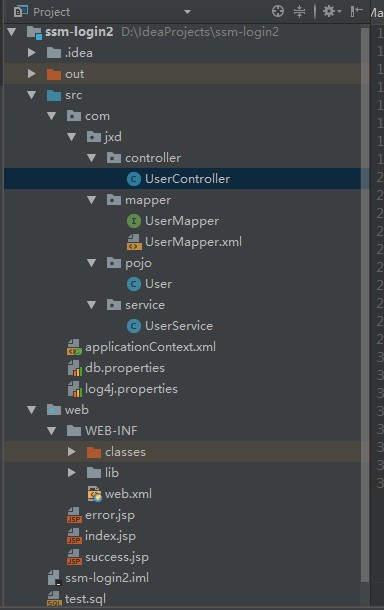 Project
ssm-login2 D:\IdeaProjects\ssm-login2
.idea
out
src
com
jxd
controller
UserController
mapper
UserMapper
UserMapper.xml
pojo
User
service
UserService
applicationContext.xml
db.properties
log4j.properties
web
WEB-INF
classes
lib
web.xml
error.jsp
index.jsp
success.jsp
ssm-login2.iml
test.sql